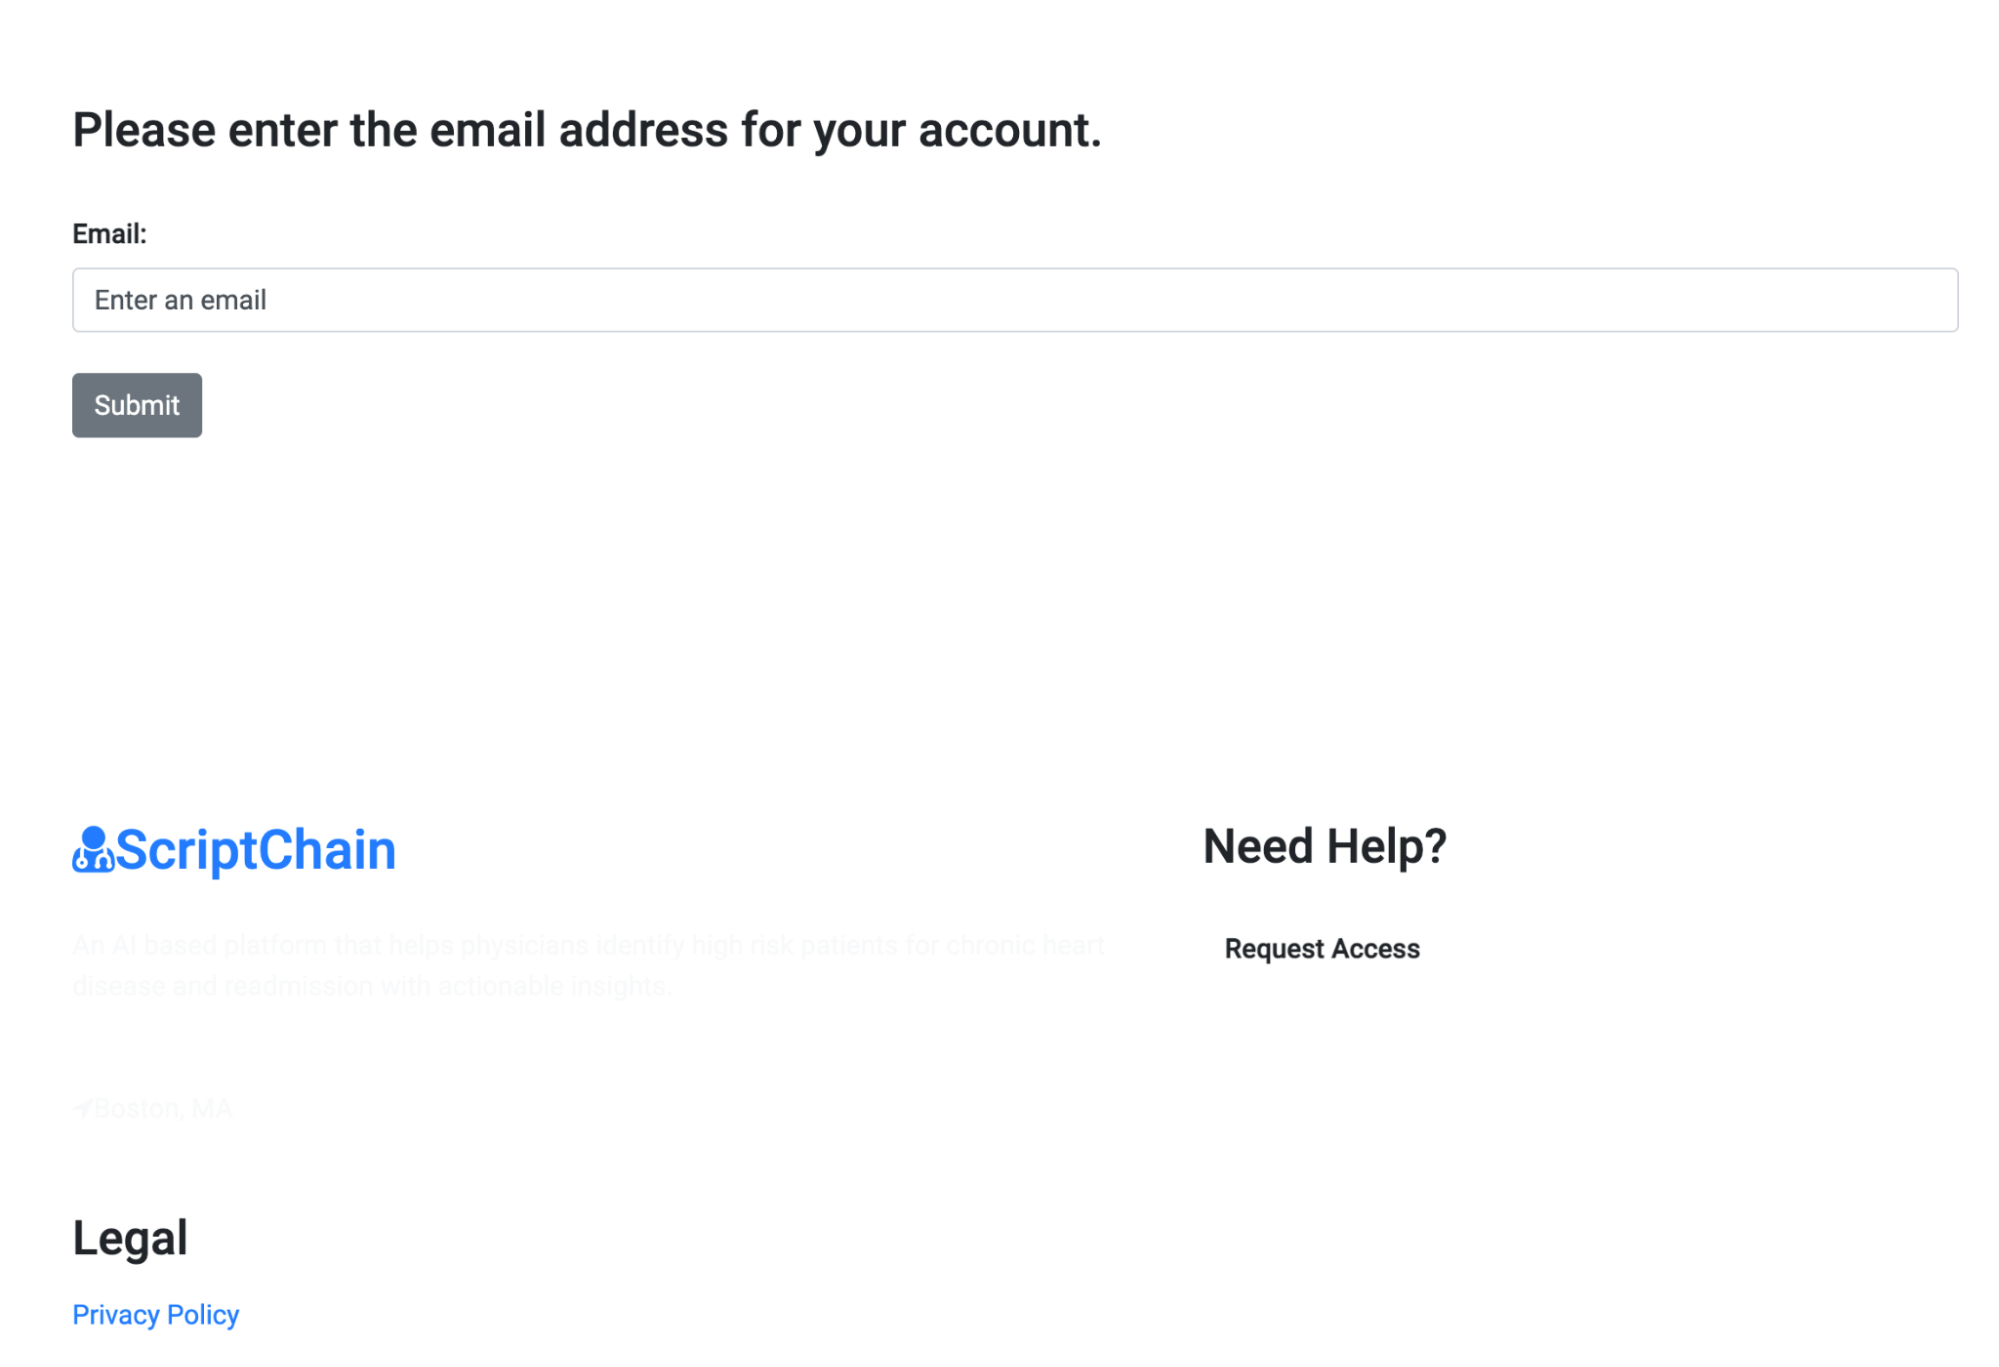 Please enter the email address for your account.
Email:
Enter an email
Submit
ScriptChain
An AI based platform that helps physicians identify high risk patients for chronic heart
disease and readmission with actionable insights.
Boston, MA
Need Help?
Request Access
Legal
Privacy Policy